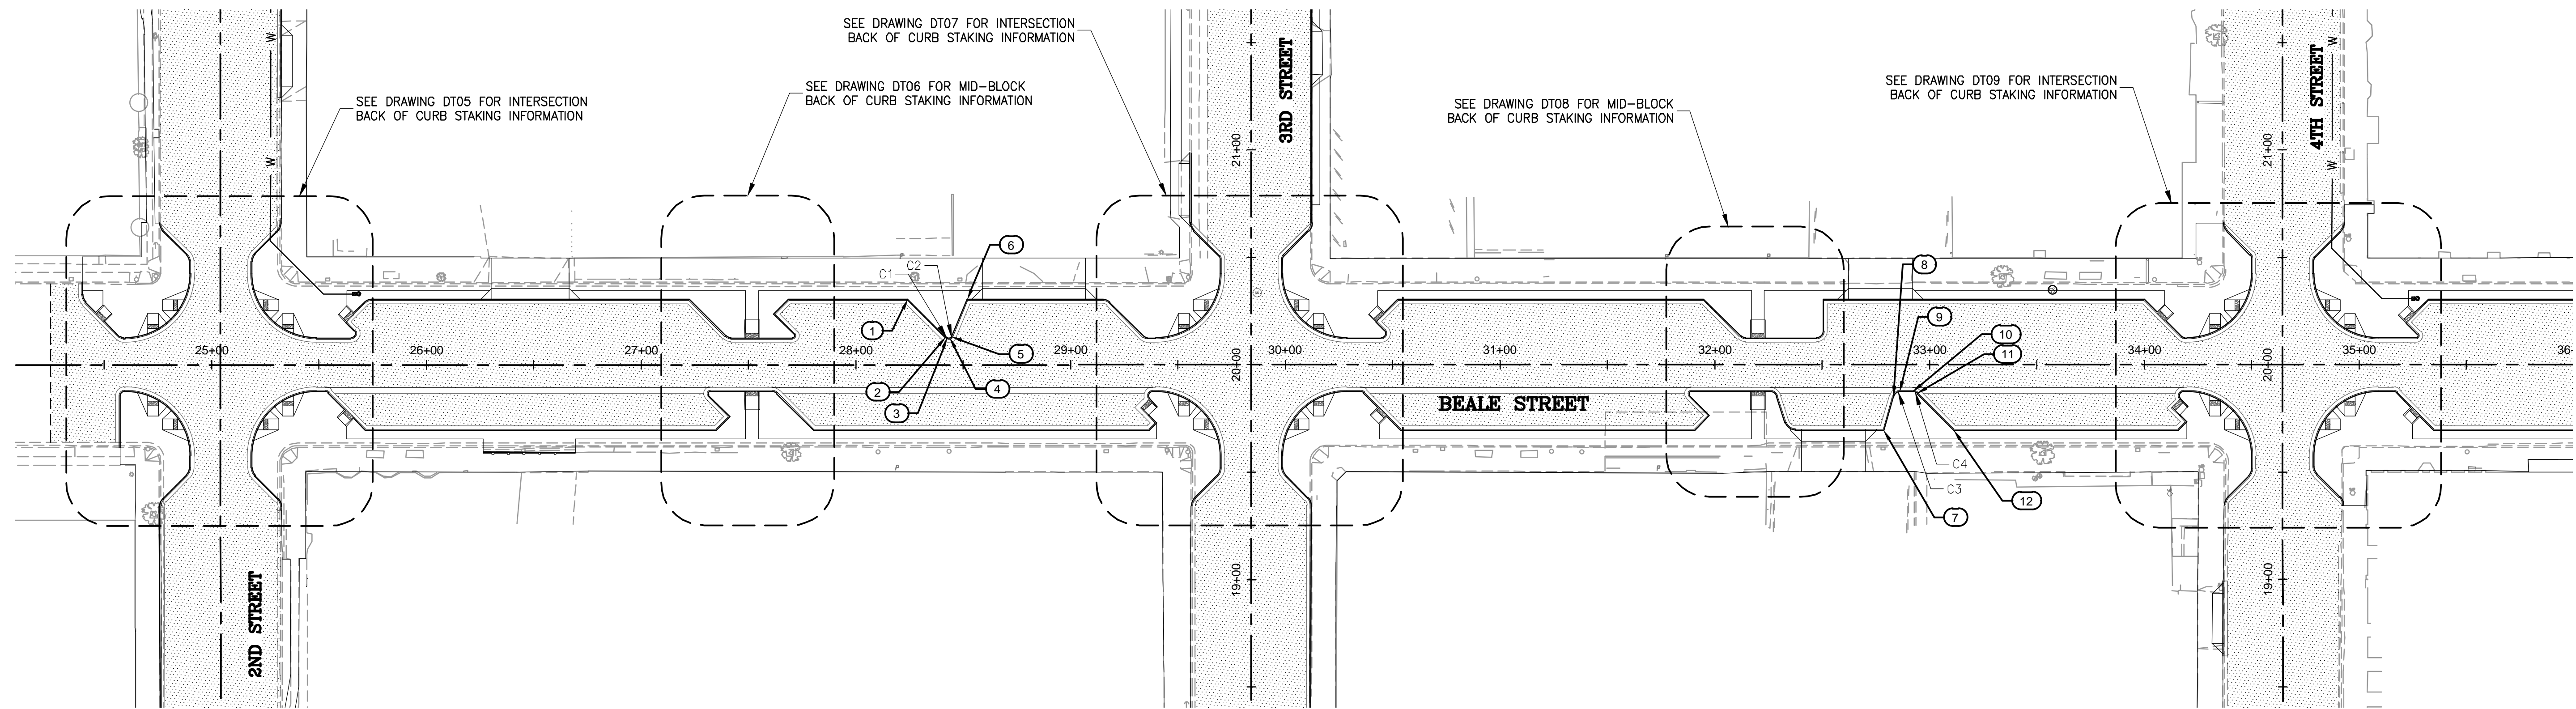 SEE DRAWING DT05 FOR INTERSECTION
BACK OF CURB STAKING INFORMATION
SEE DRAWING DT07 FOR INTERSECTION
BACK OF CURB STAKING INFORMATION
SEE DRAWING DT06 FOR MID-BLOCK
BACK OF CURB STAKING INFORMATION
SEE DRAWING DT08 FOR MID-BLOCK
BACK OF CURB STAKING INFORMATION
SEE DRAWING DT09 FOR INTERSECTION
BACK OF CURB STAKING INFORMATION
W
W
3RD STREET
21+00
4TH STREET
21+00
W
W
C1
C2
6
1
2
3
4
5
8
9
10
11
25+00
26+00
27+00
28+00
29+00
30+00
31+00
32+00
33+00
34+00
35+00
36
20+00
20+00
BEALE STREET
C4
C3
12
7
19+00
19+00
2ND STREET
P
P
P
P